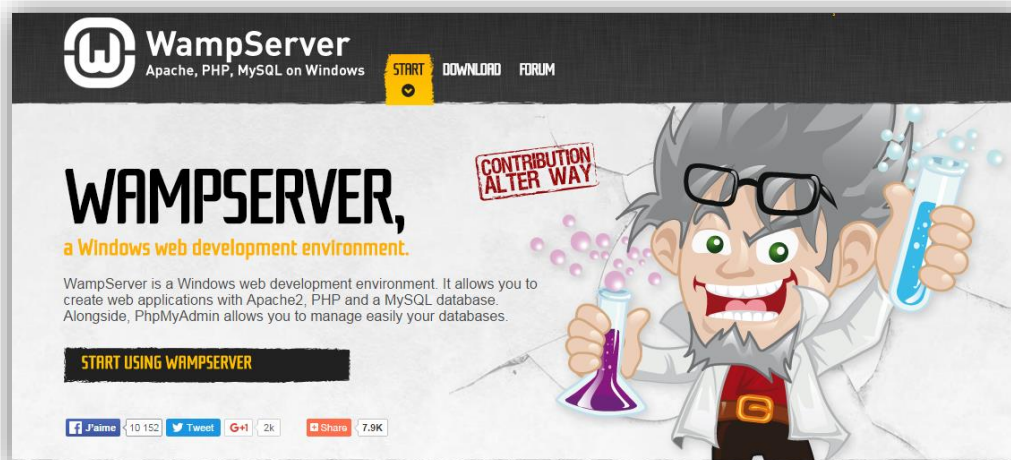 WampServer
Apache, PHP, MySQL on Windows
START
DOWNLOAD
FORUM
CONTRIBUTION
ALTER WAY
WAMPSERVER,
a Windows web development environment.
WampServer is a Windows web development environment. It allows you to
create web applications with Apache2, PHP and a MySQL database.
Alongside, PhpMyAdmin allows you to manage easily your databases.
START USING WAMPSERVER
J'aime 10 152 Tweet G+1 2k Share 7.9K